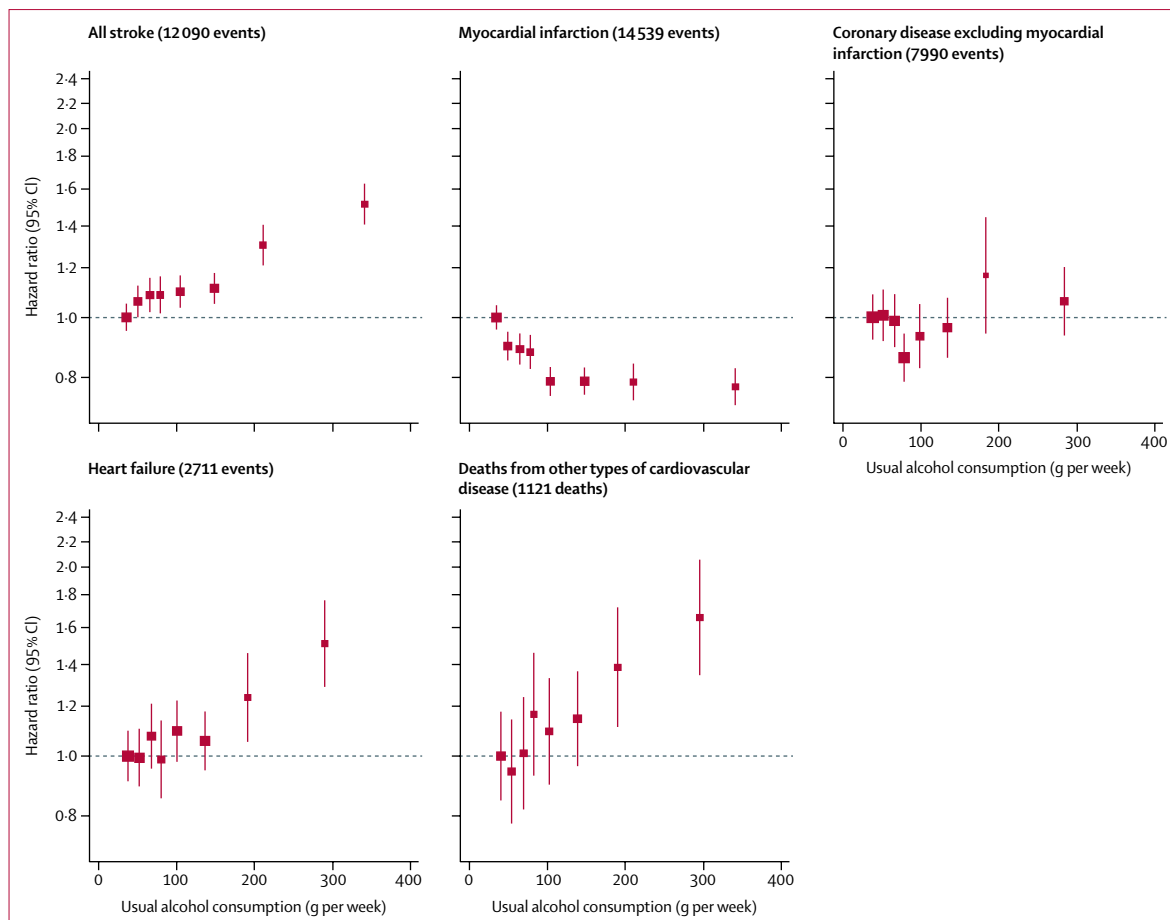 All stroke (12 090 events)
Myocardial infarction (14 539 events)
Coronary disease excluding myocardial
infarction (7990 events)
Hazard ratio (95% CI)
2·4
2·2
2·0
1·8
1·6
1·4
1·2
1·0
0·8
0
100
200
300
400
Usual alcohol consumption (g per week)
Heart failure (2711 events)
Deaths from other types of cardiovascular
disease (1121 deaths)
Hazard ratio (95% CI)
2·4
2·2
2·0
1·8
1·6
1·4
1·2
1·0
0·8
0
100
200
300
400
Usual alcohol consumption (g per week)
0
100
200
300
400
Usual alcohol consumption (g per week)